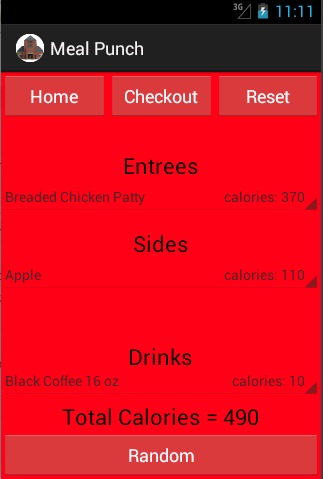 3G 11:11
Meal Punch
Home Checkout Reset
Entrees
Breaded Chicken Patty calories: 370
Sides
Apple calories: 110
Drinks
Black Coffee 16 oz calories: 10
Total Calories = 490
Random